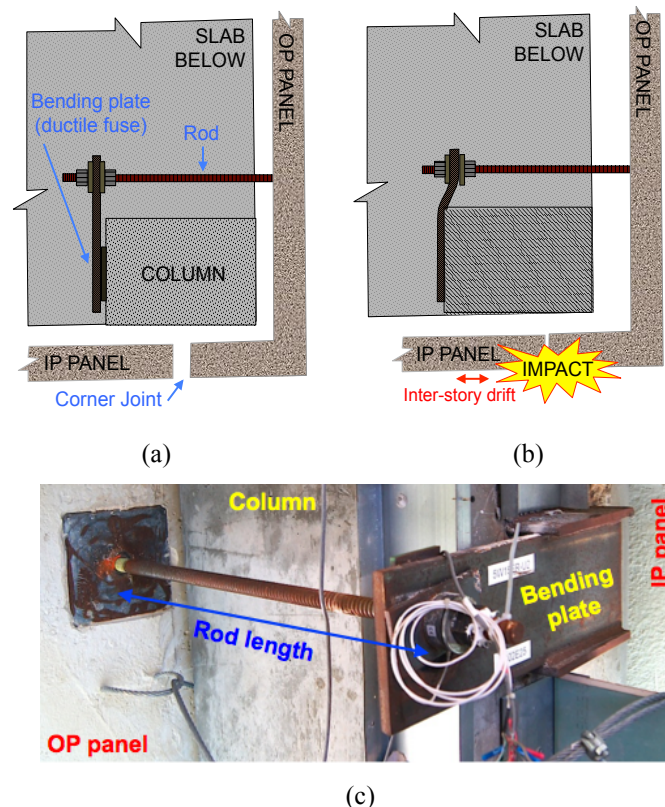 SLAB
BELOW
OP PANEL
Bending plate
(ductile fuse)
Rod
COLUMN
IP PANEL
Corner Joint
(a)
SLAB
BELOW
OP PANEL
IP PANEL
IMPACT
Inter-story drift
(b)
Column
IP panel
Bending
plate
Rod length
OP panel
(c)